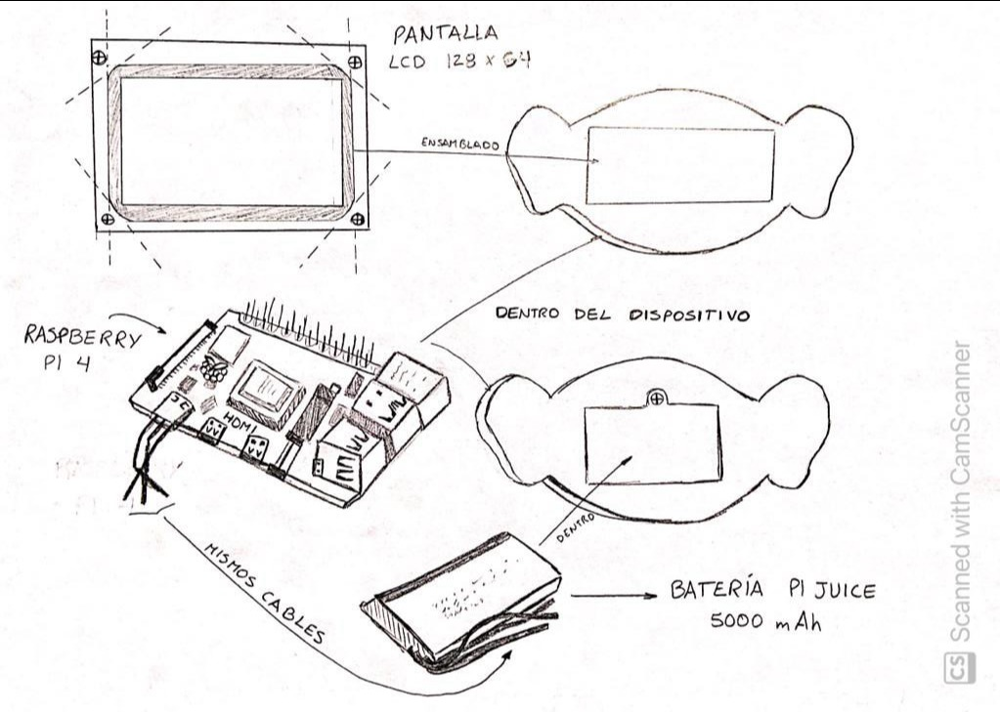 PANTALLA
LCD 128 x 64
ENSAMBLADO
DENTRO DEL DISPOSITIVO
RASPBERRY
PI 4
HDMI
DENTRO
MISMOS CABLES
BATERÍA PI JUICE
5000 mAh
CS Scanned with CamScanner